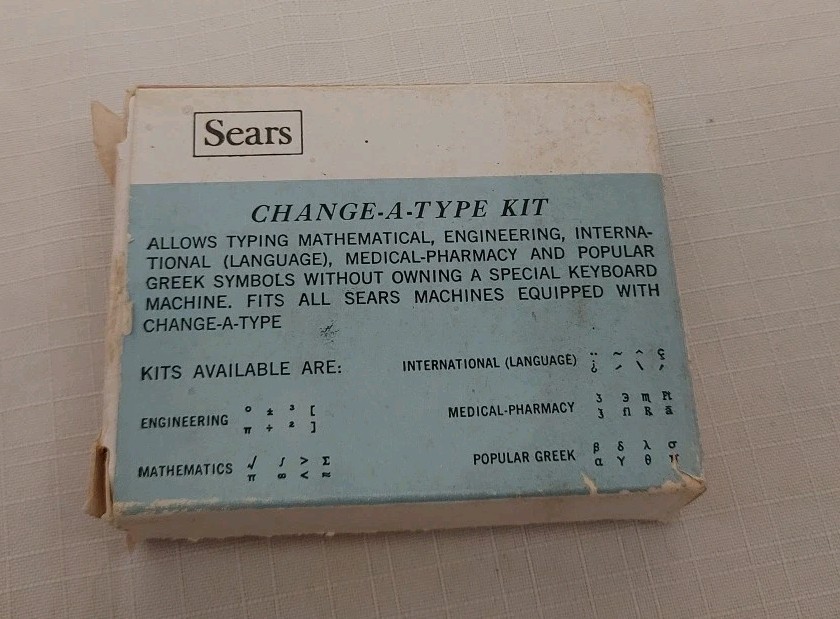 Sears
CHANGE-A-TYPE KIT
ALLOWS TYPING MATHEMATICAL, ENGINEERING, INTERNA-
TIONAL (LANGUAGE), MEDICAL-PHARMACY AND POPULAR
GREEK SYMBOLS WITHOUT OWNING A SPECIAL KEYBOARD
MACHINE. FITS ALL SEARS MACHINES EQUIPPED WITH
CHANGE-A-TYPE
KITS AVAILABLE ARE:
ENGINEERING
° ± ³ [
π + ² ]
MATHEMATICS
√ ∫ > Σ
π ∞ < ≈
INTERNATIONAL (LANGUAGE)
¨ ~ ^ ç
¿ ´ \ ,
MEDICAL-PHARMACY
POPULAR GREEK
β δ λ σ
α γ θ